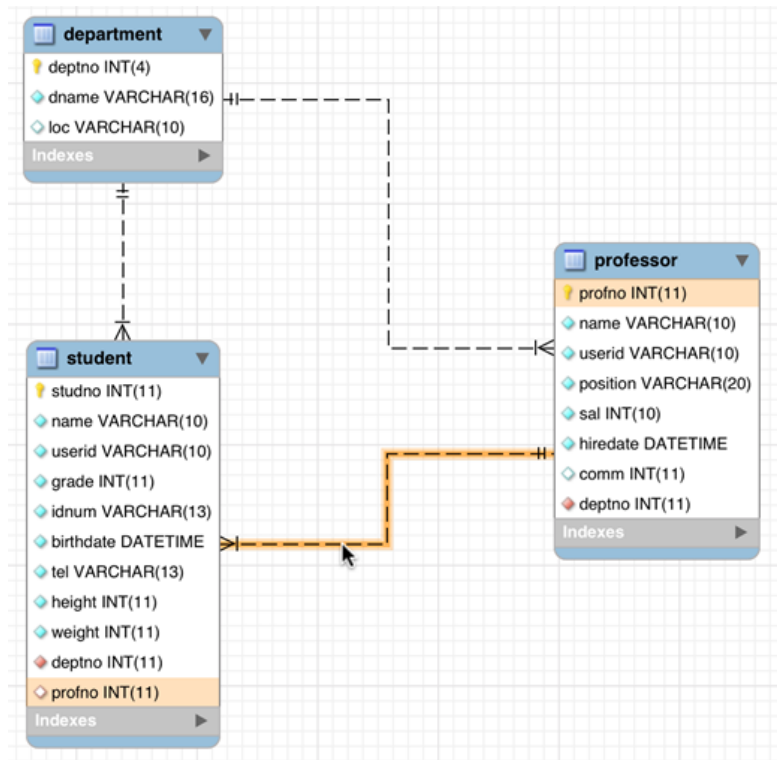 department
deptno INT(4)
dname VARCHAR(16)
loc VARCHAR(10)
Indexes
professor
profno INT(11)
name VARCHAR(10)
userid VARCHAR(10)
position VARCHAR(20)
sal INT(10)
hiredate DATETIME
comm INT(11)
deptno INT(11)
Indexes
student
studno INT(11)
name VARCHAR(10)
userid VARCHAR(10)
grade INT(11)
idnum VARCHAR(13)
birthdate DATETIME
tel VARCHAR(13)
height INT(11)
weight INT(11)
deptno INT(11)
profno INT(11)
Indexes